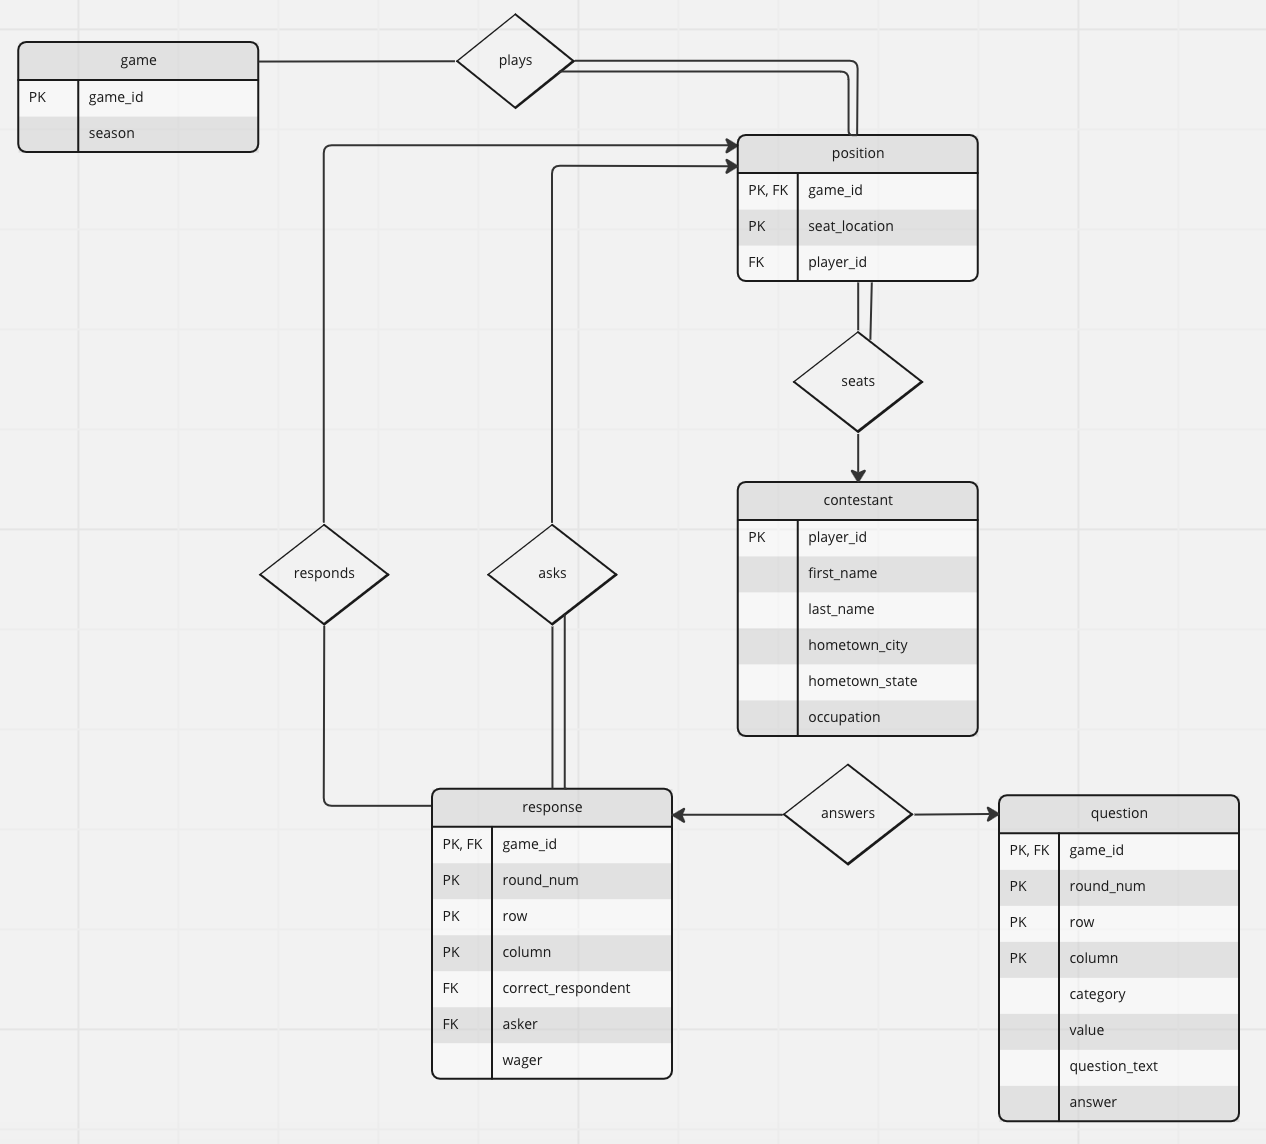 game
PK game_id
season
plays
position
PK, FK game_id
PK seat_location
FK player_id
seats
contestant
PK player_id
first_name
last_name
hometown_city
hometown_state
occupation
responds
asks
response
PK, FK game_id
PK round_num
PK row
PK column
FK correct_respondent
FK asker
wager
answers
question
PK, FK game_id
PK round_num
PK row
PK column
category
value
question_text
answer